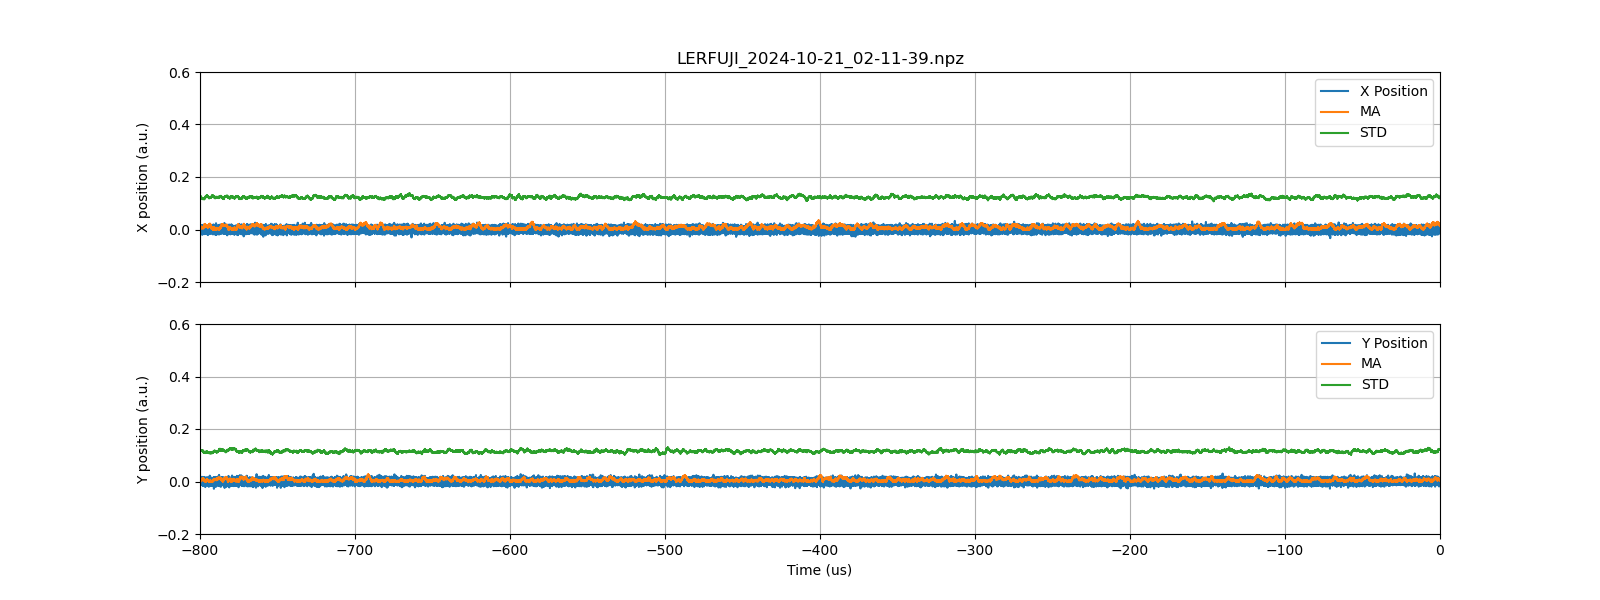 LERFUJI_2024-10-21_02-11-39.npz
X position (a.u.)
0.6
0.4
0.2
0.0
−0.2
X Position
MA
STD
Y position (a.u.)
0.6
0.4
0.2
0.0
−0.2
Y Position
MA
STD
−800 −700 −600 −500 −400 −300 −200 −100 0
Time (us)